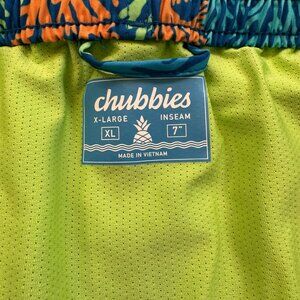 chubbies
X-LARGE INSEAM
XL 7"
MADE IN VIETNAM